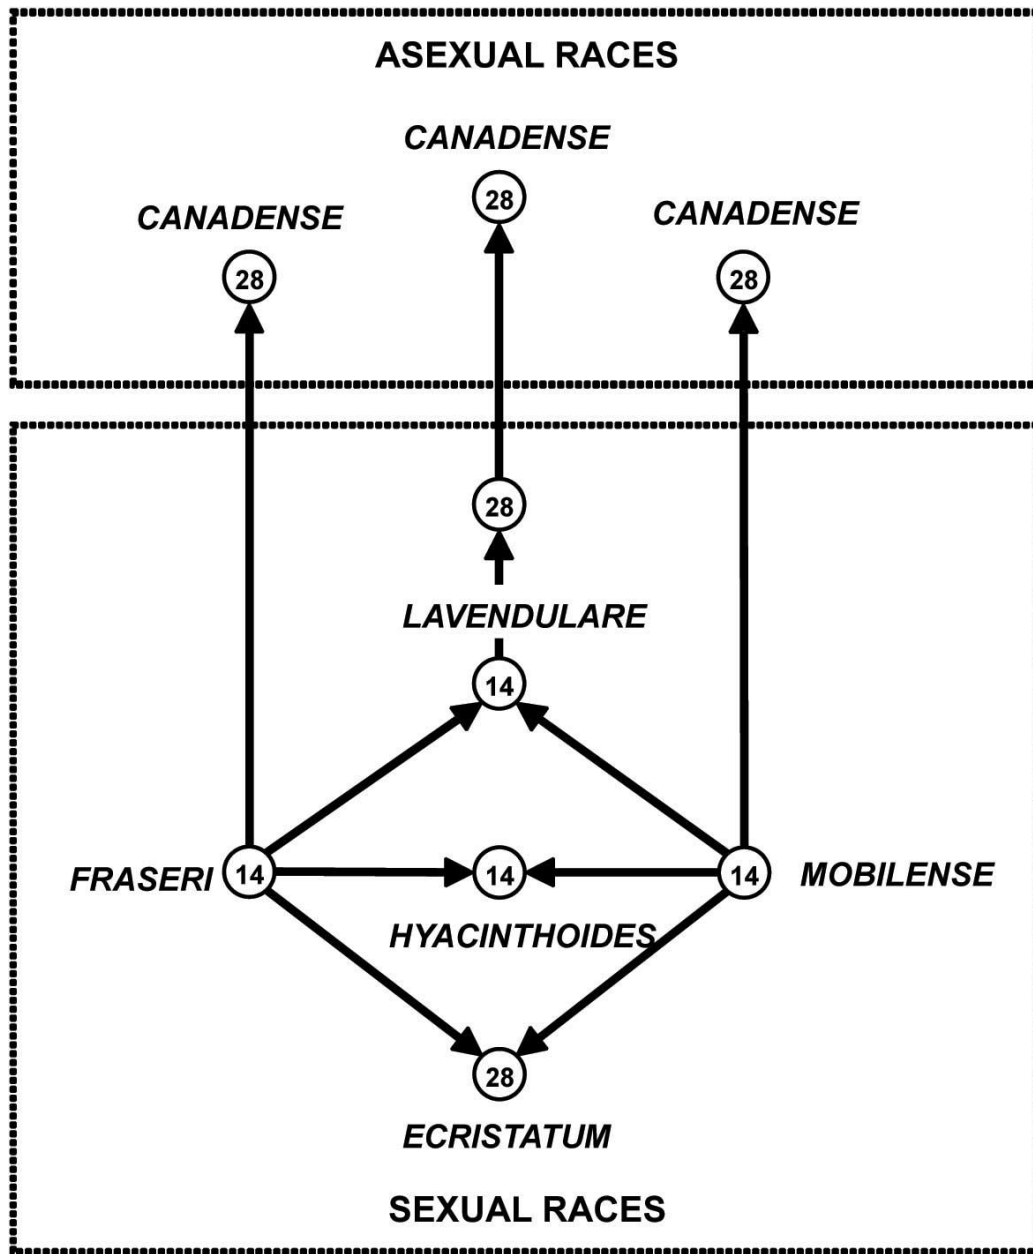 ASEXUAL RACES
CANADENSE
28
CANADENSE
28
CANADENSE
28
28
LAVENDULARE
14
FRASERI
14
14
14
MOBILENSE
HYACINTHOIDES
28
ECRISTATUM
SEXUAL RACES